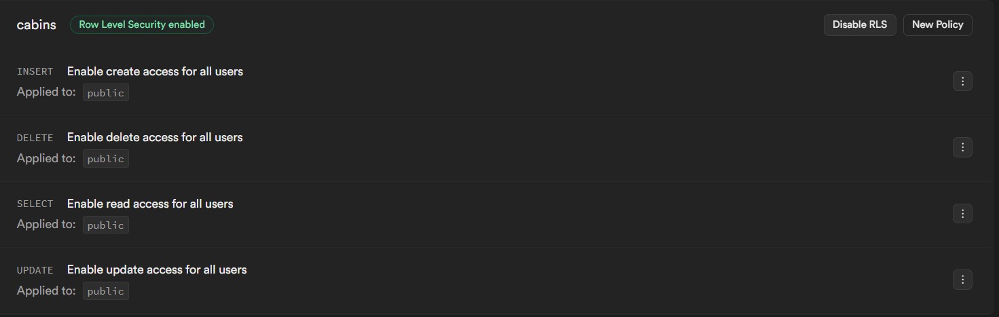 cabins Row Level Security enabled Disable RLS New Policy
INSERT Enable create access for all users
Applied to: public
DELETE Enable delete access for all users
Applied to: public
SELECT Enable read access for all users
Applied to: public
UPDATE Enable update access for all users
Applied to: public